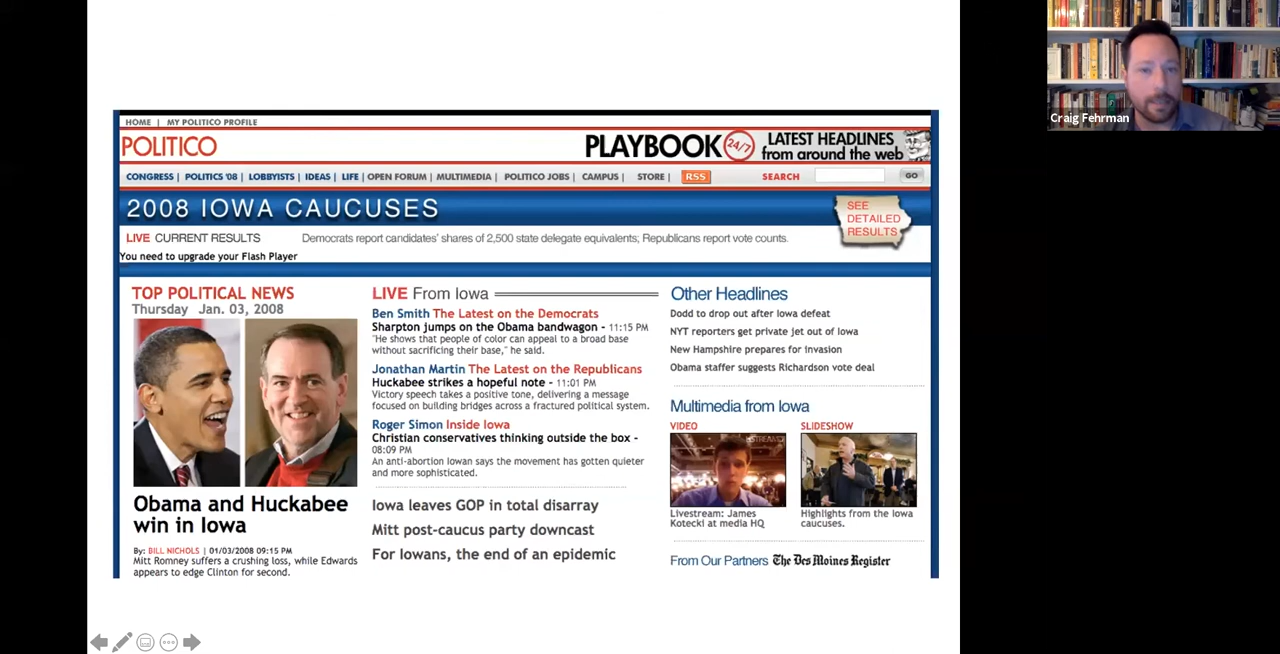 HOME | MY POLITICO PROFILE
POLITICO
PLAYBOOK 24/7 LATEST HEADLINES
from around the web
CONGRESS | POLITICS '08 | LOBBYISTS | IDEAS | LIFE | OPEN FORUM | MULTIMEDIA | POLITICO JOBS | CAMPUS | STORE | RSS SEARCH GO
2008 IOWA CAUCUSES
SEE
DETAILED
RESULTS
LIVE CURRENT RESULTS Democrats report candidates' shares of 2,500 state delegate equivalents; Republicans report vote counts.
You need to upgrade your Flash Player
TOP POLITICAL NEWS
Thursday Jan. 03, 2008
Obama and Huckabee
win in Iowa
By: BILL NICHOLS | 01/03/2008 09:15 PM
Mitt Romney suffers a crushing loss, while Edwards
appears to edge Clinton for second.
LIVE From Iowa
Ben Smith The Latest on the Democrats
Sharpton jumps on the Obama bandwagon - 11:15 PM
"He shows that people of color can appeal to a broad base
without sacrificing their base," he said.
Jonathan Martin The Latest on the Republicans
Huckabee strikes a hopeful note - 11:01 PM
Victory speech takes a positive tone, delivering a message
focused on building bridges across a fractured political system.
Roger Simon Inside Iowa
Christian conservatives thinking outside the box -
08:09 PM
An anti-abortion Iowan says the movement has gotten quieter
and more sophisticated.
Iowa leaves GOP in total disarray
Mitt post-caucus party downcast
For Iowans, the end of an epidemic
Other Headlines
Dodd to drop out after Iowa defeat
NYT reporters get private jet out of Iowa
New Hampshire prepares for invasion
Obama staffer suggests Richardson vote deal
Multimedia from Iowa
VIDEO
Livestream: James
Kotecki at media HQ
SLIDESHOW
Highlights from the Iowa
caucuses.
From Our Partners The Des Moines Register
Craig Fehrman